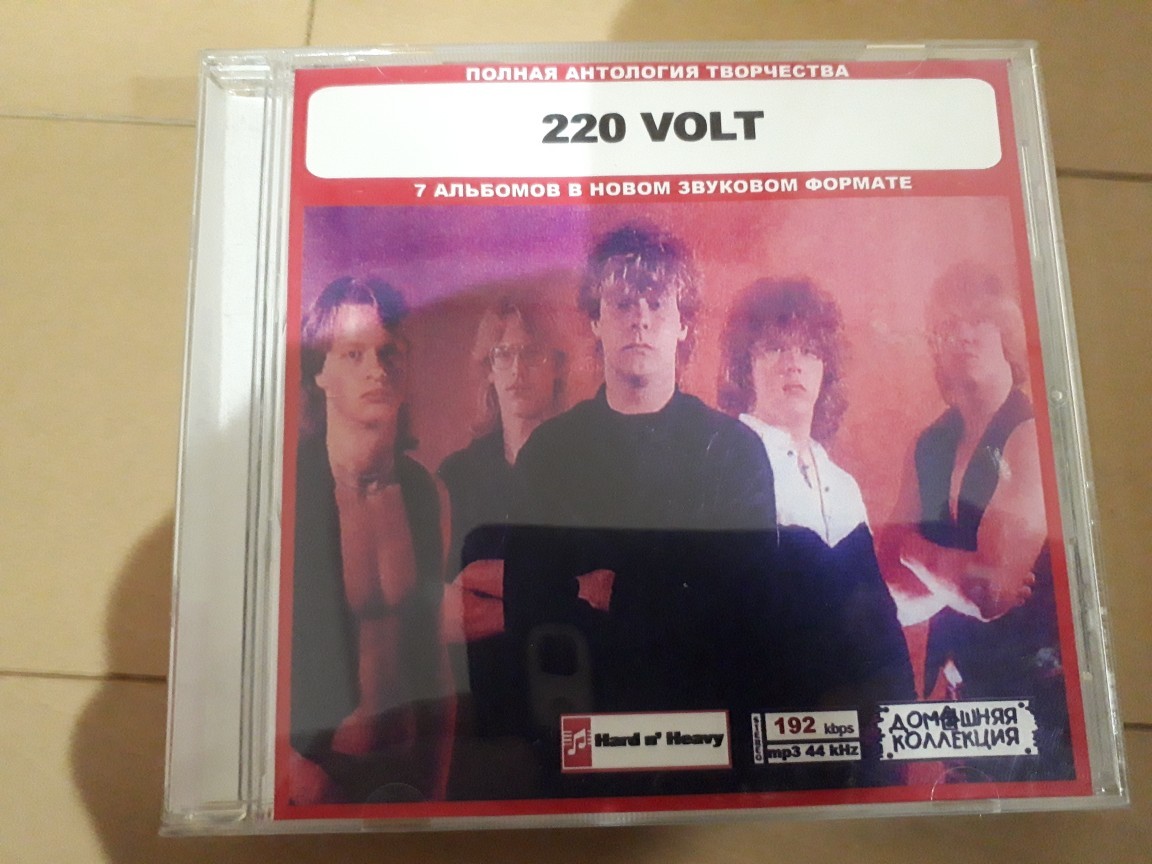 ПОЛНАЯ АНТОЛОГИЯ ТВОРЧЕСТВА
220 VOLT
7 АЛЬБОМОВ В НОВОМ ЗВУКОВОМ ФОРМАТЕ
Hard n' Heavy
STEREO
192 kbps
mp3 44 kHz
ДОМАШНЯЯ
КОЛЛЕКЦИЯ